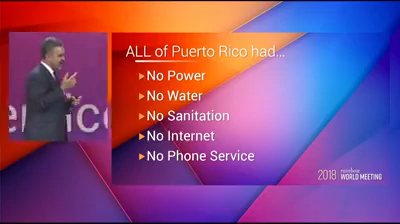 ALL of Puerto Rico had...
No Power
No Water
No Sanitation
No Internet
No Phone Service
2018
WORLD MEETING